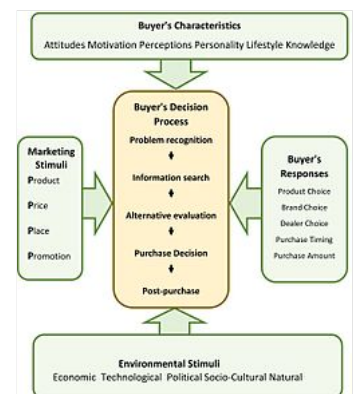 Buyer's Characteristics
Attitudes Motivation Perceptions Personality Lifestyle Knowledge
Buyer's Decision
Process
Problem recognition
Information search
Alternative evaluation
Purchase Decision
Post-purchase
Marketing
Stimuli
Product
Price
Place
Promotion
Buyer's
Responses
Product Choice
Brand Choice
Dealer Choice
Purchase Timing
Purchase Amount
Environmental Stimuli
Economic Technological Political Socio-Cultural Natural